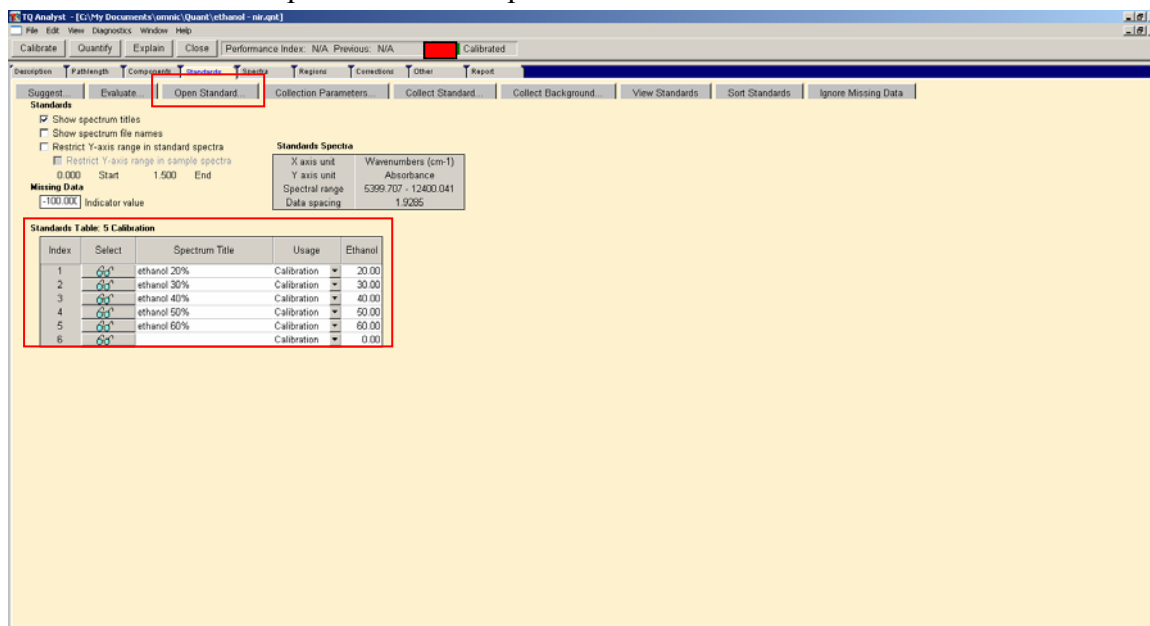 TQ Analyst - [C:\My Documents\omnic\Quant\ethanol - nir.qnt]
File Edit View Diagnostics Window Help
Calibrate Quantify Explain Close Performance Index: N/A Previous: N/A Calibrated
Description Pathlength Components Standards Spectra Regions Corrections Other Report
Suggest... Evaluate... Open Standard... Collection Parameters... Collect Standard... Collect Background... View Standards Sort Standards Ignore Missing Data
Standards
Show spectrum titles
Show spectrum file names
Restrict Y-axis range in standard spectra
Restrict Y-axis range in sample spectra
0.000 Start 1.500 End
Missing Data
-100.000 Indicator value
Standards Spectra
X axis unit Wavenumbers (cm-1)
Y axis unit Absorbance
Spectral range 5399.707 - 12400.041
Data spacing 1.9285
Standards Table: 5 Calibration
Index Select Spectrum Title Usage Ethanol
1 ethanol 20% Calibration 20.00
2 ethanol 30% Calibration 30.00
3 ethanol 40% Calibration 40.00
4 ethanol 50% Calibration 50.00
5 ethanol 60% Calibration 60.00
6 Calibration 0.00